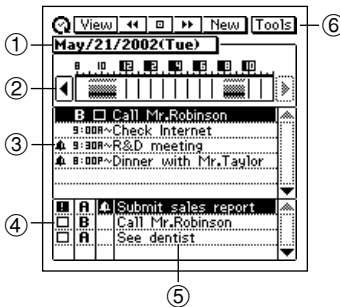 View New Tools ⑥
① May/21/2002(Tue)
8 10 12 2 4 6 8 10
②
B Call Mr.Robinson
9:00A~Check Internet
③ 9:30A~R&D meeting
8:00P~Dinner with Mr.Taylor
! A Submit sales report
④ B Call Mr.Robinson
A See dentist
⑤